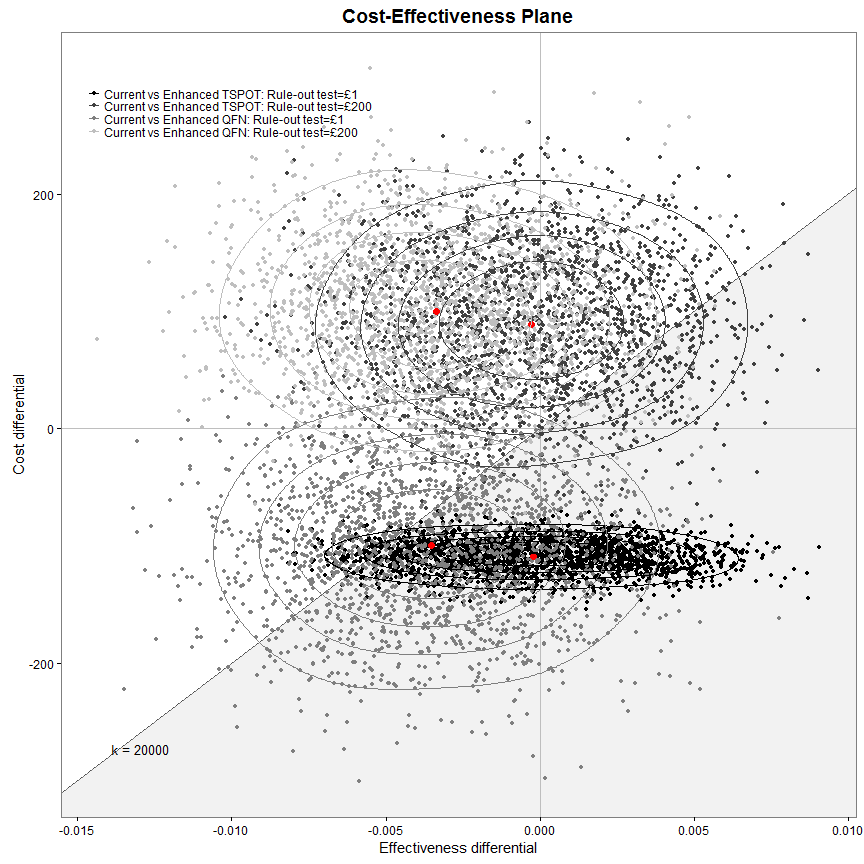 Cost-Effectiveness Plane
Current vs Enhanced TSPOT: Rule-out test=£1
Current vs Enhanced TSPOT: Rule-out test=£200
Current vs Enhanced QFN: Rule-out test=£1
Current vs Enhanced QFN: Rule-out test=£200
200
0
-200
Cost differential
k = 20000
-0.015 -0.010 -0.005 0.000 0.005 0.010
Effectiveness differential